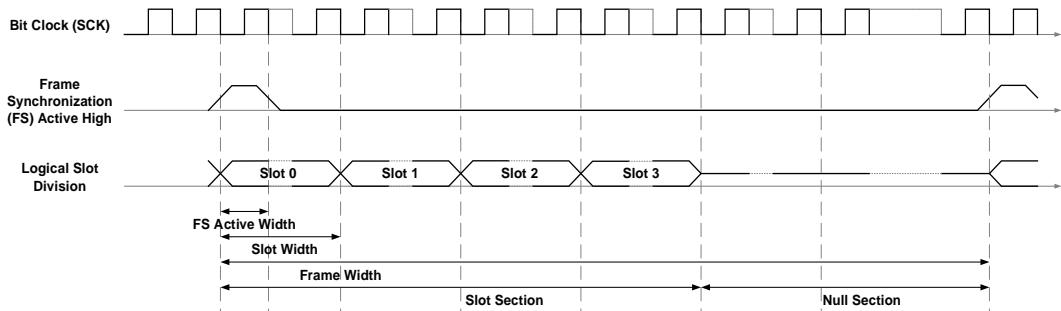 Bit Clock (SCK)
Frame
Synchronization
(FS) Active High
Logical Slot
Division
Slot 0
Slot 1
Slot 2
Slot 3
FS Active Width
Slot Width
Frame Width
Slot Section
Null Section